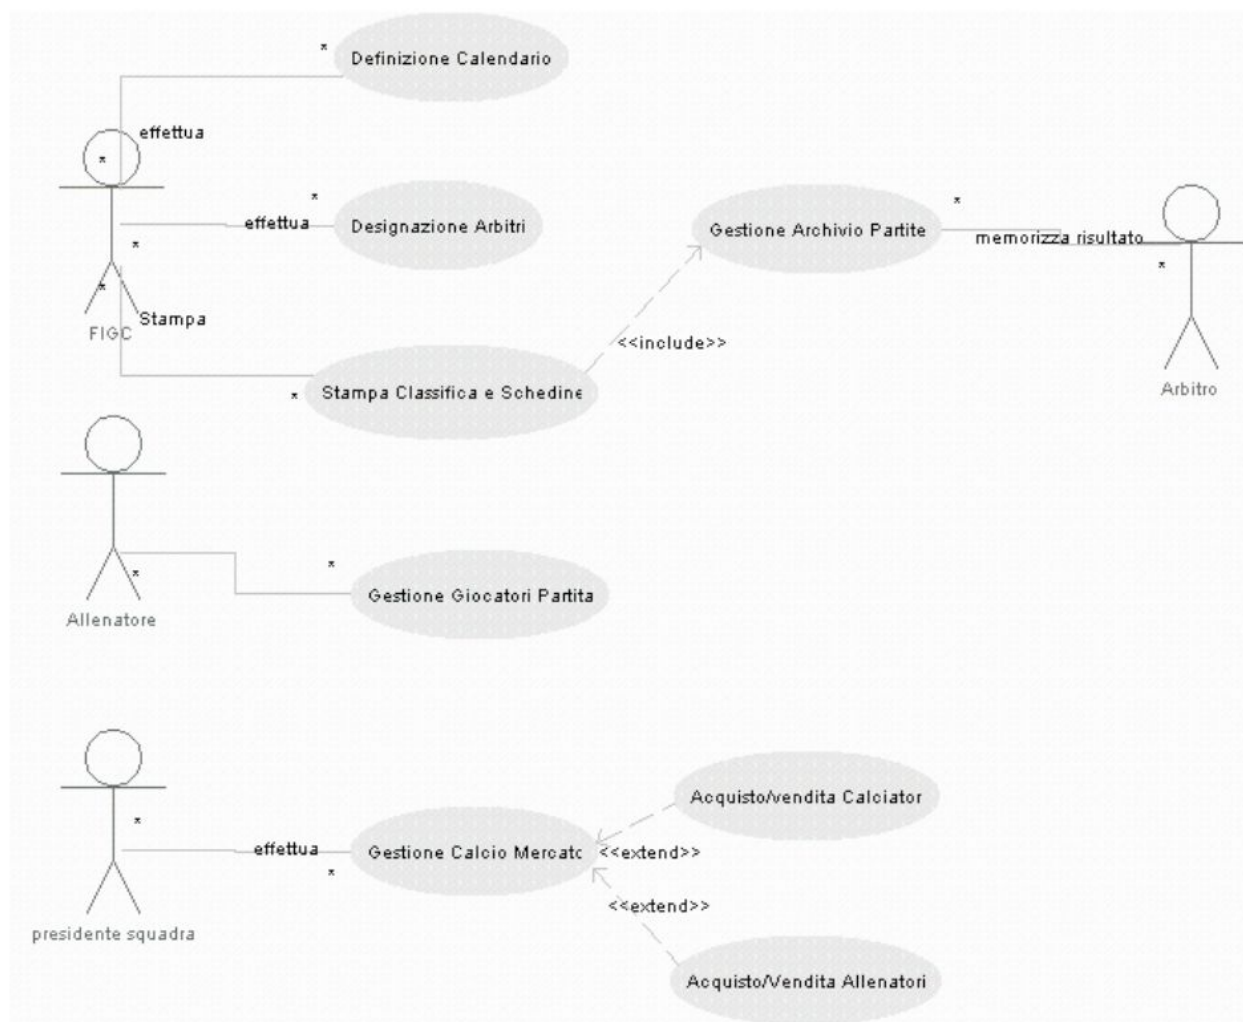 *
Definizione Calendario
effettua
*
*
effettua
Designazione Arbitri
*
*
Stampa
FIGC
*
Stampa Classifica e Schedine
<<include>>
Gestione Archivio Partite
*
memorizza risultato
*
Arbitro
*
*
Gestione Giocatori Partita
Allenatore
*
effettua
*
Gestione Calcio Mercato
presidente squadra
Acquisto/vendita Calciator
<<extend>>
<<extend>>
Acquisto/Vendita Allenatori